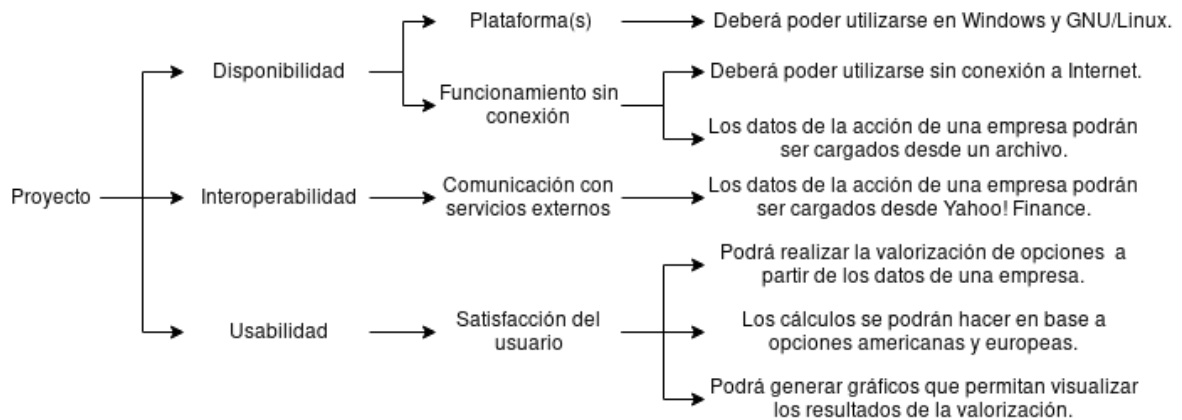 Plataforma(s)
Deberá poder utilizarse en Windows y GNU/Linux.
Disponibilidad
Funcionamiento sin
conexión
Deberá poder utilizarse sin conexión a Internet.
Los datos de la acción de una empresa podrán
ser cargados desde un archivo.
Proyecto
Interoperabilidad
Comunicación con
servicios externos
Los datos de la acción de una empresa podrán
ser cargados desde Yahoo! Finance.
Usabilidad
Satisfacción del
usuario
Podrá realizar la valorización de opciones a
partir de los datos de una empresa.
Los cálculos se podrán hacer en base a
opciones americanas y europeas.
Podrá generar gráficos que permitan visualizar
los resultados de la valorización.